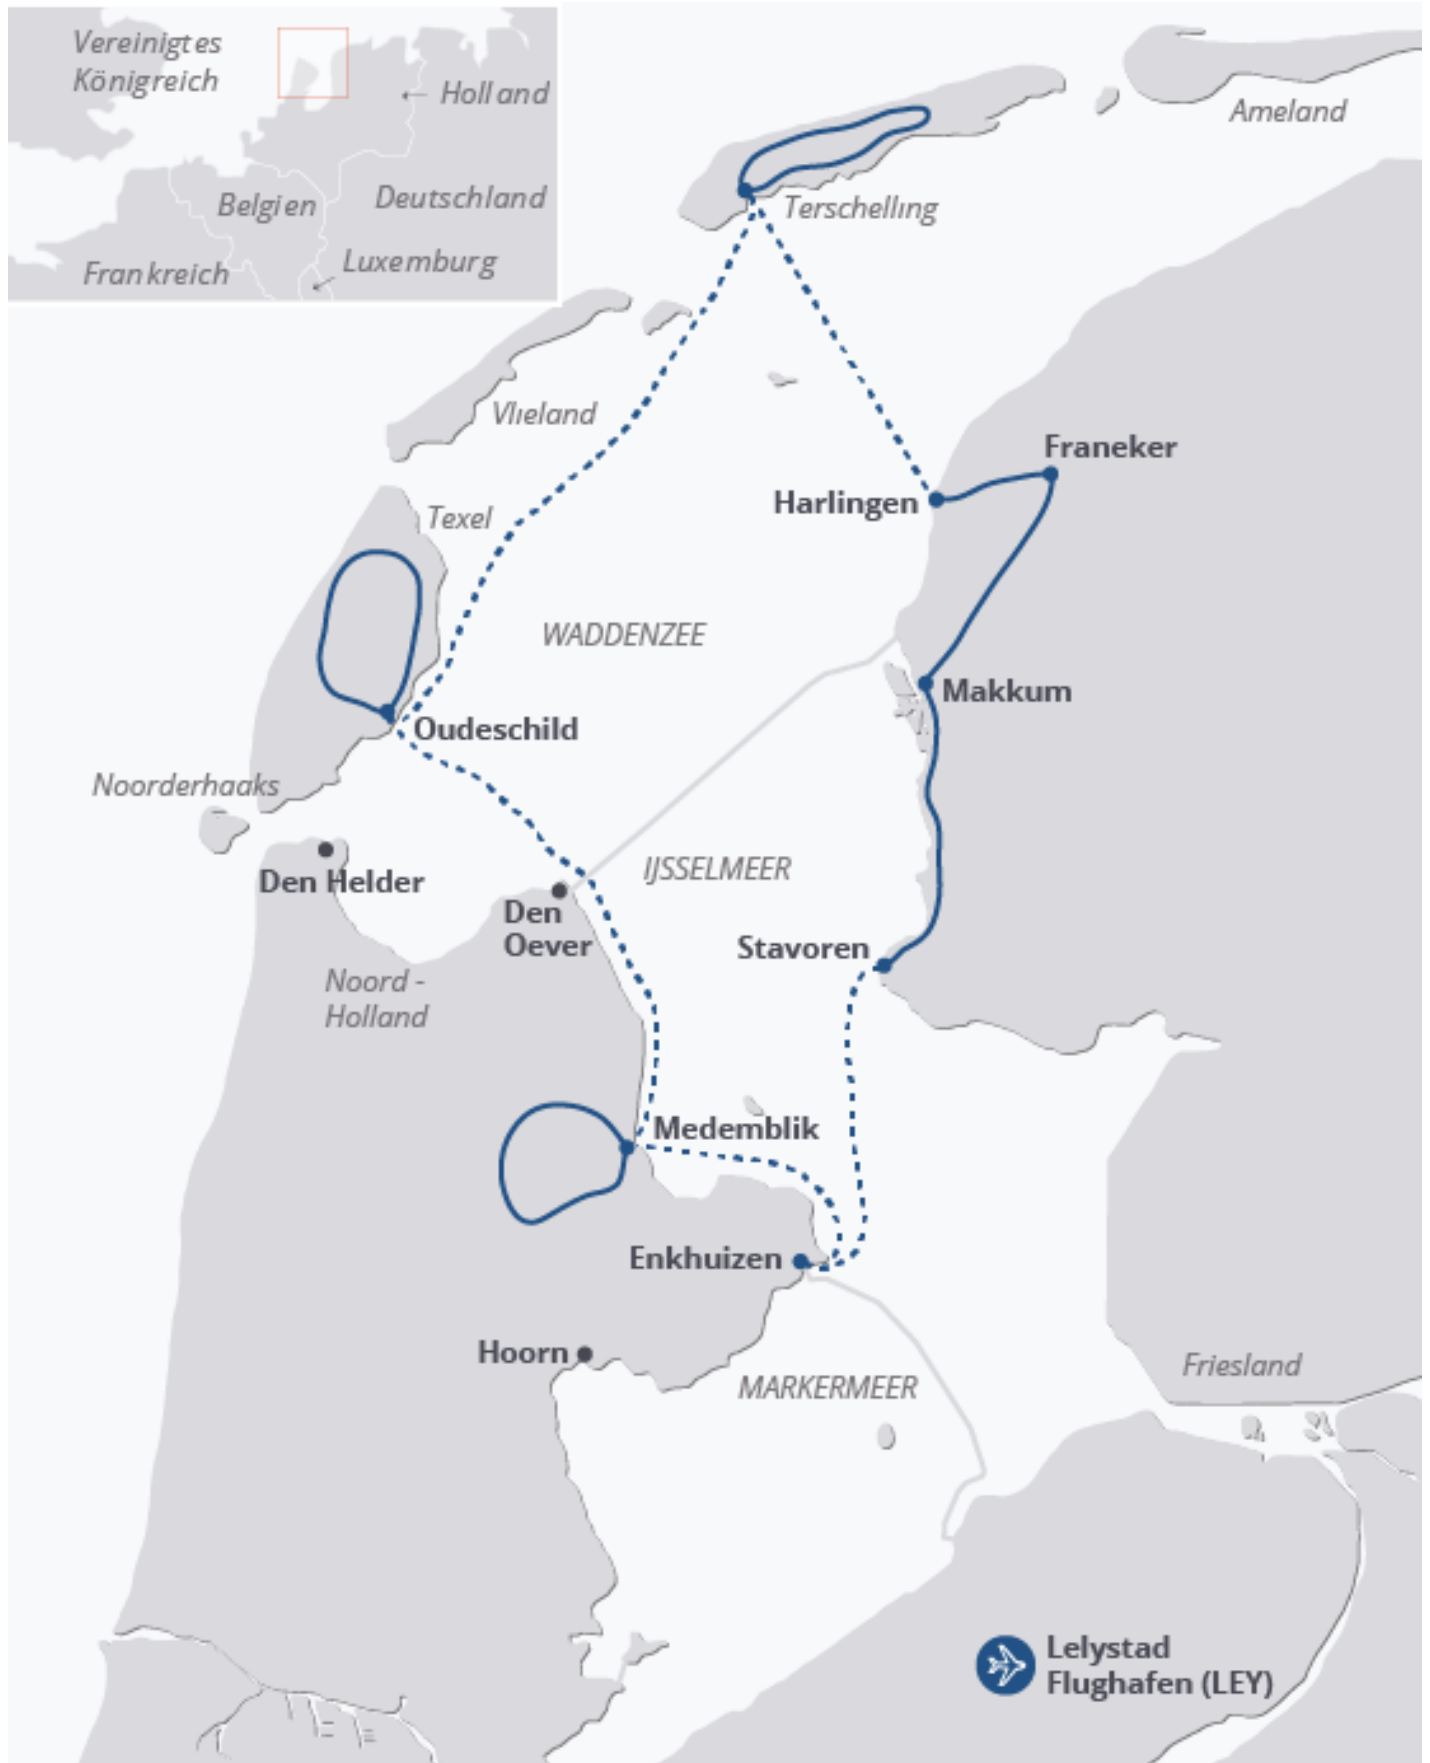 Vereinigtes
Königreich
Holland
Belgien
Deutschland
Luxemburg
Frankreich
Ameland
Terschelling
Vlieland
Franeker
Harlingen
Texel
WADDENZEE
Makkum
Oudeschild
Noorderhaaks
IJSSELMEER
Den Helder
Den
Oever
Stavoren
Noord -
Holland
Medemblik
Enkhuizen
Hoorn
Friesland
MARKERMEER
Lelystad
Flughafen (LEY)